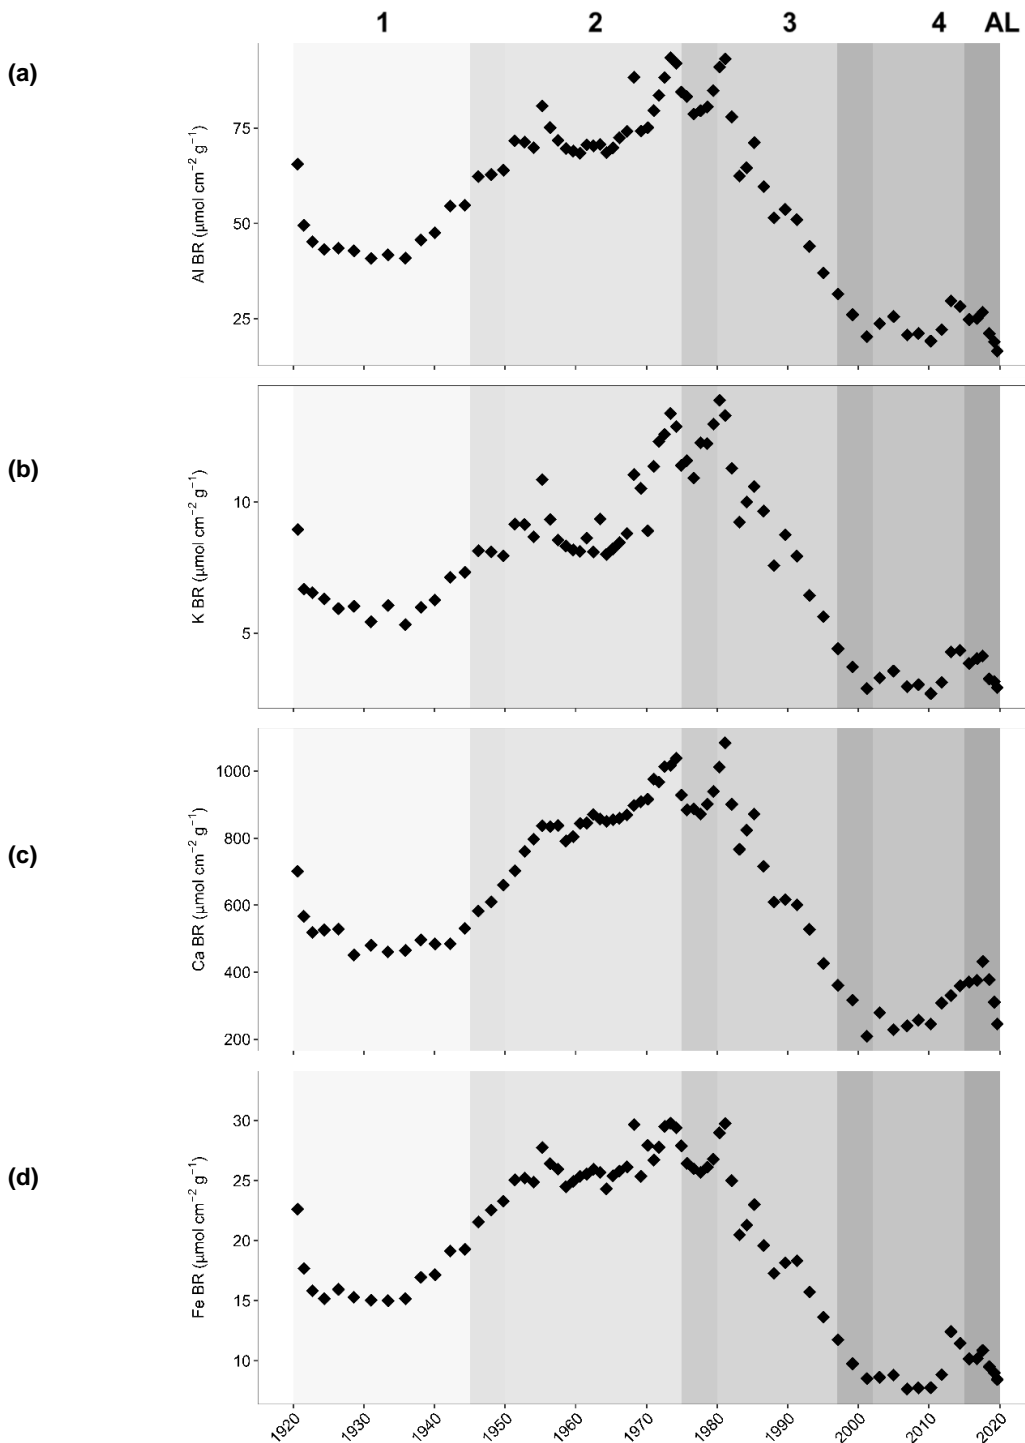 1 2 3 4 AL
(a)
Al BR (μmol cm⁻² g⁻¹)
75
50
25
(b)
K BR (μmol cm⁻² g⁻¹)
10
5
(c)
Ca BR (μmol cm⁻² g⁻¹)
1000
800
600
400
200
(d)
Fe BR (μmol cm⁻² g⁻¹)
30
25
20
15
10
1920 1930 1940 1950 1960 1970 1980 1990 2000 2010 2020